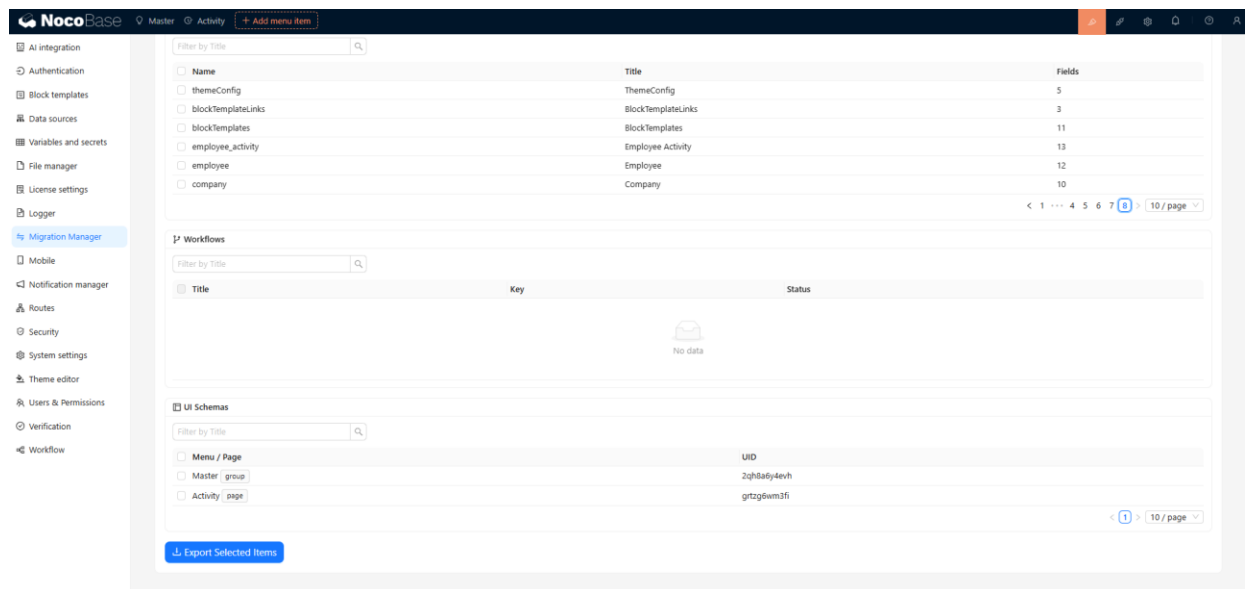 NocoBase Master Activity + Add menu item
AI integration
Authentication
Block templates
Data sources
Variables and secrets
File manager
License settings
Logger
Migration Manager
Mobile
Notification manager
Routes
Security
System settings
Theme editor
Users & Permissions
Verification
Workflow
Filter by Title
Name Title Fields
themeConfig ThemeConfig 5
blockTemplateLinks BlockTemplateLinks 3
blockTemplates BlockTemplates 11
employee_activity Employee Activity 13
employee Employee 12
company Company 10
< 1 ··· 4 5 6 7 8 > 10 / page
Workflows
Filter by Title
Title Key Status
No data
UI Schemas
Filter by Title
Menu / Page UID
Master group 2qh8a6y4evh
Activity page grtzg6wm3fi
< 1 > 10 / page
Export Selected Items